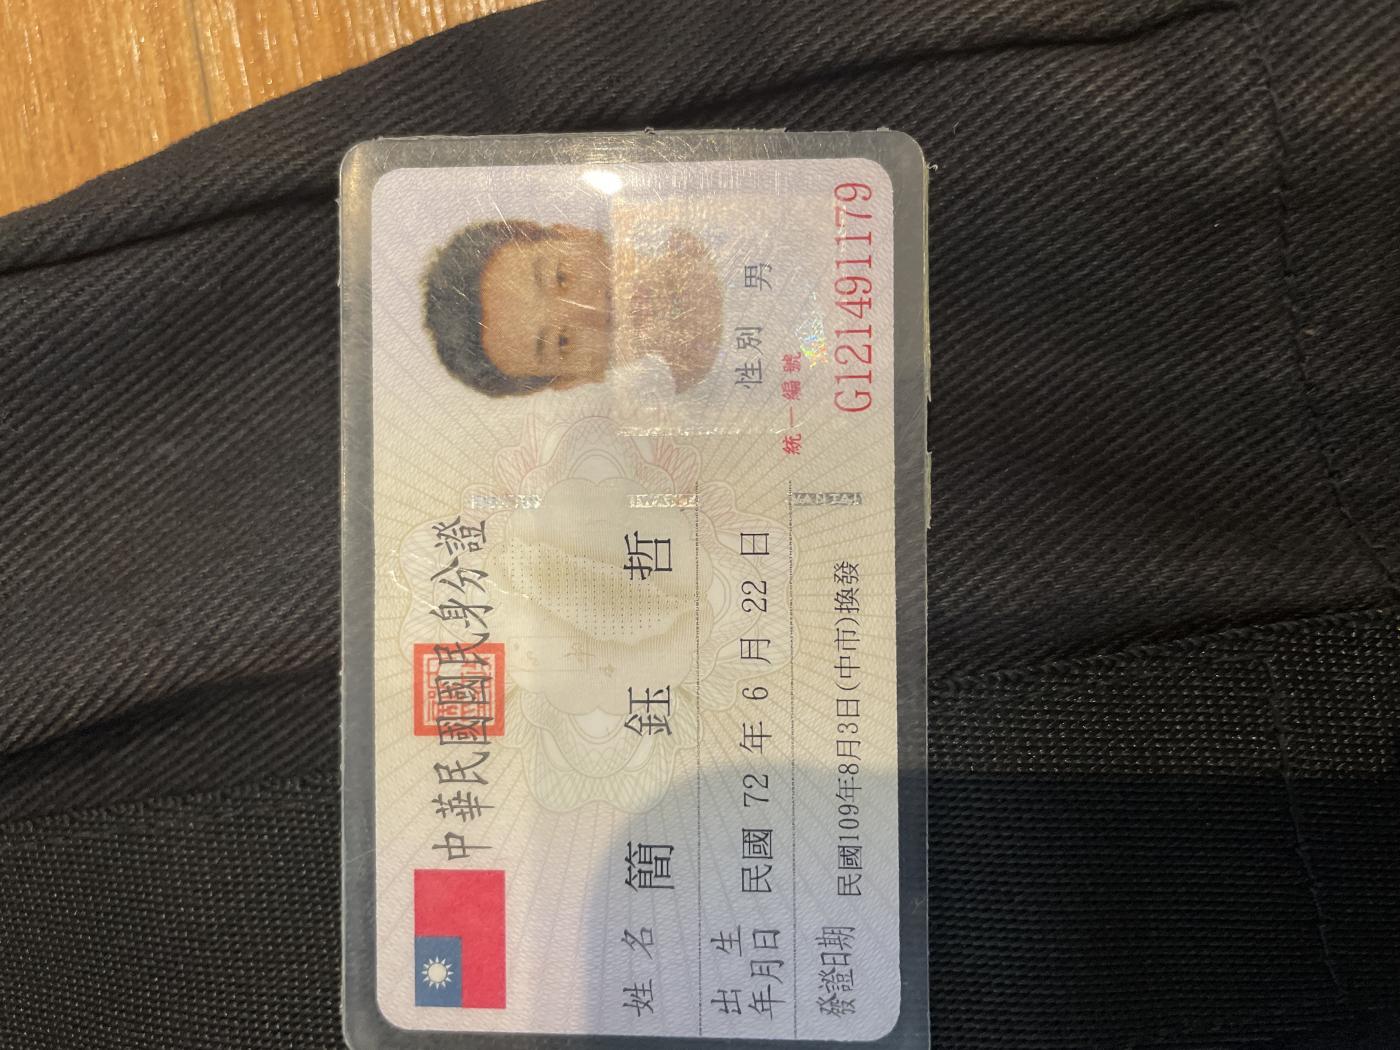 中華民國國民身分證
姓名 簡鈺哲
出生年月日 民國 72 年 6 月 22 日
性別 男
發證日期 民國109年8月3日(中市)換發
統一編號
G121491179